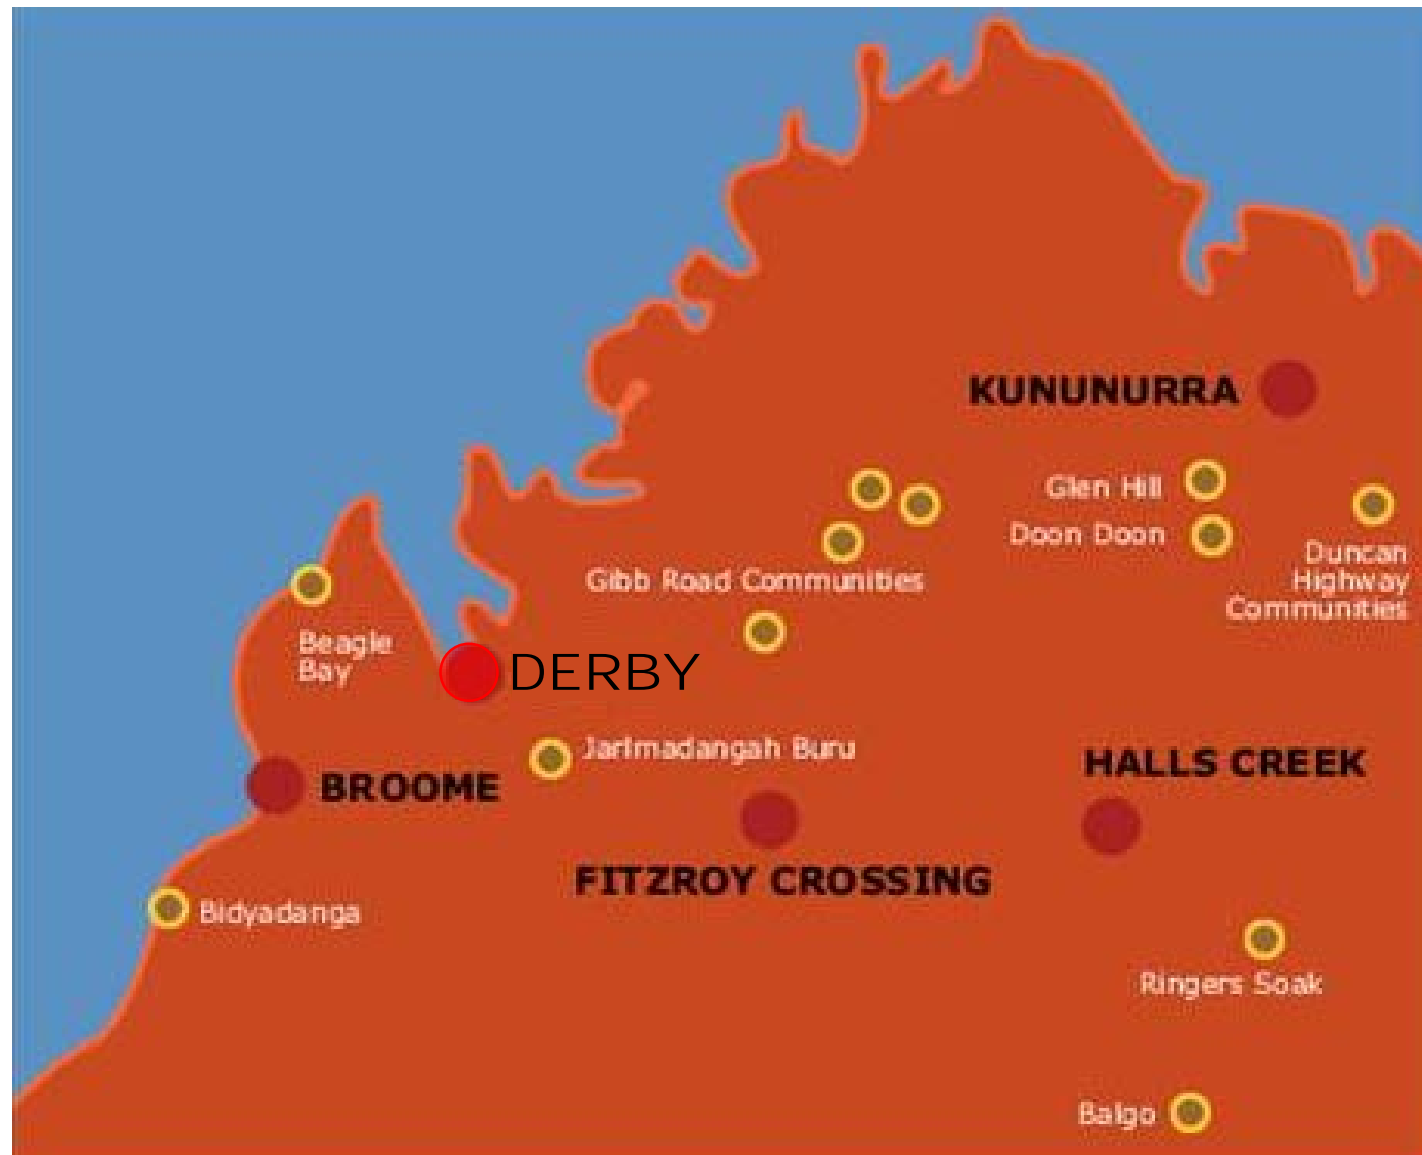 KUNUNURRA
Glen Hill
Doon Doon
Duncan
Highway
Communities
Gibb Road Communities
Beagle
Bay
DERBY
Jarlmadangah Buru
HALLS CREEK
BROOME
FITZROY CROSSING
Bidyadanga
Ringers Soak
Balgo